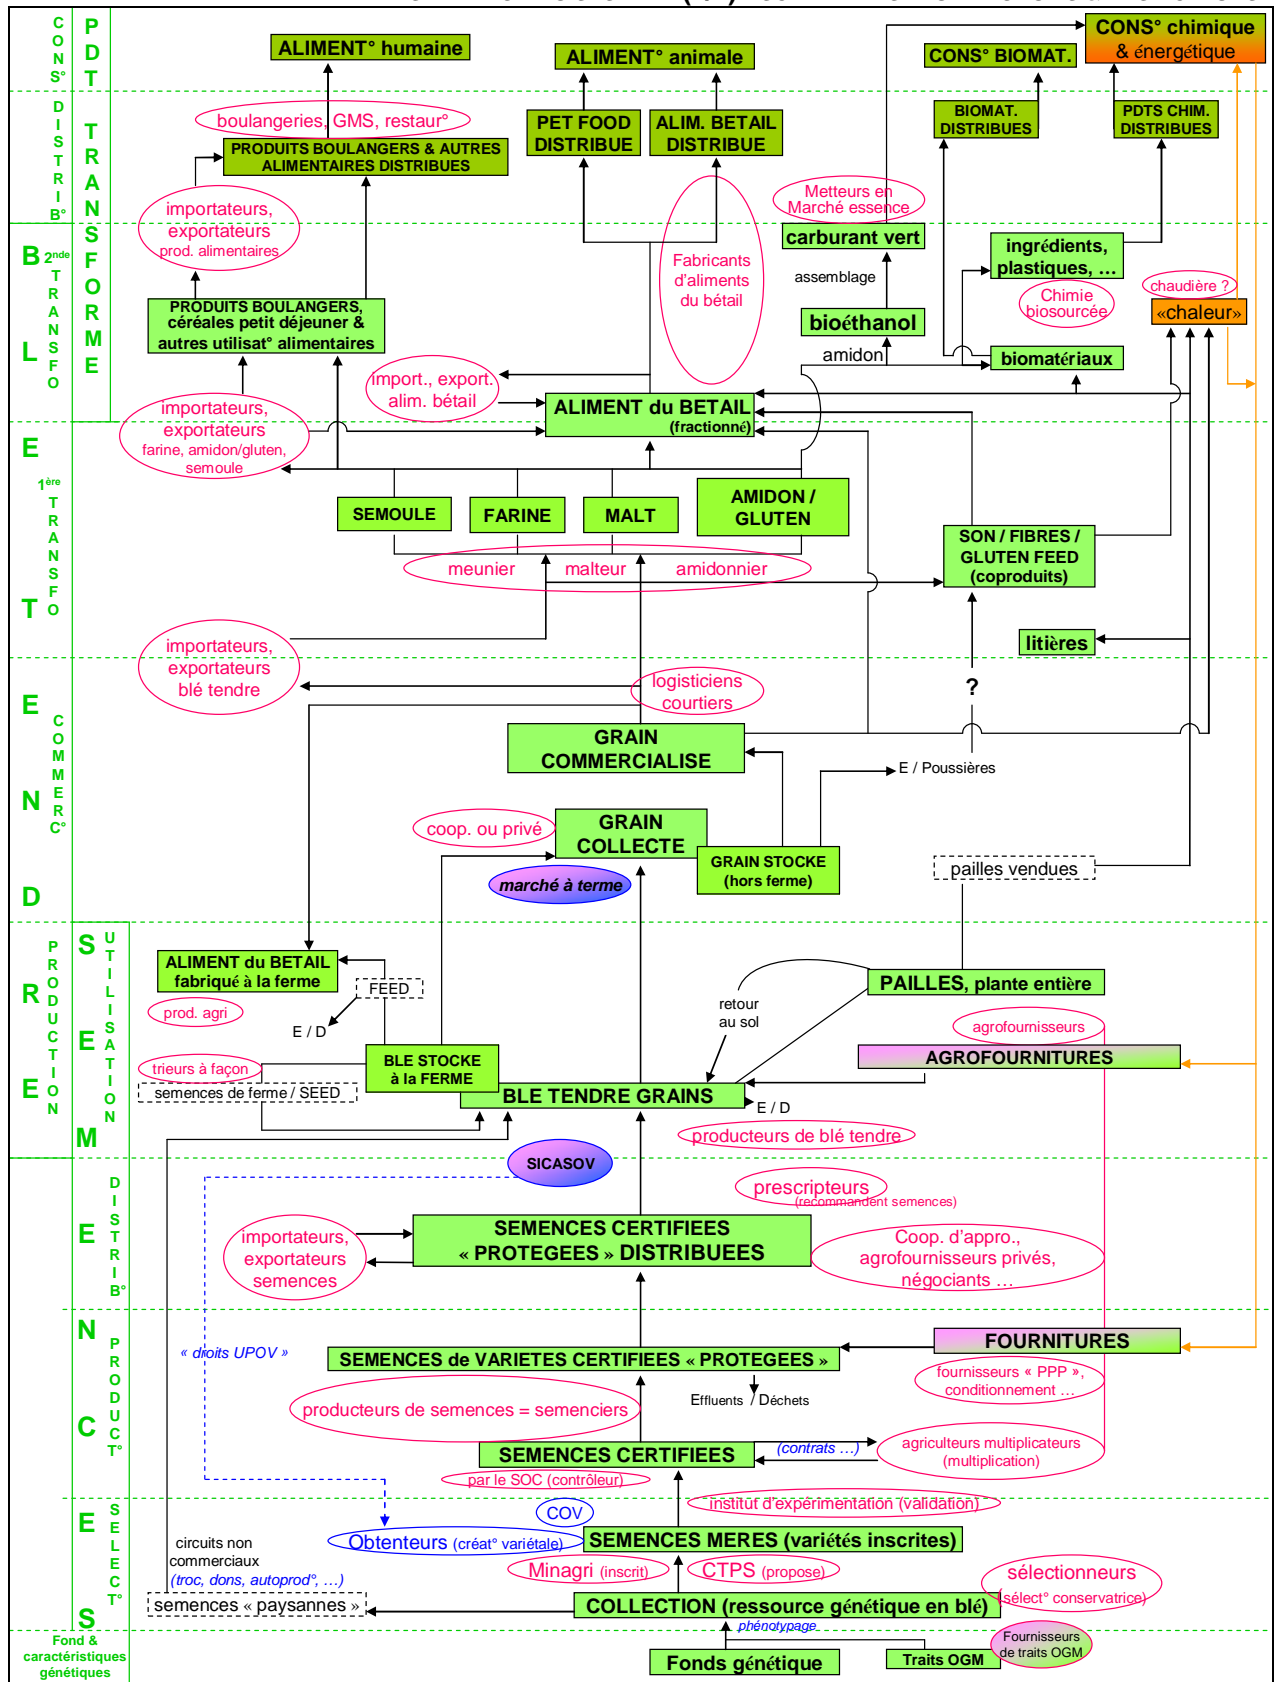 CONS°
PDT TRANSFORME
ALIMENT° humaine
ALIMENT° animale
CONS° BIOMAT.
CONS° chimique
& énergétique
DISTRIB°
boulangeries, GMS, restaur°
PRODUITS BOULANGERS & AUTRES
ALIMENTAIRES DISTRIBUES
PET FOOD
DISTRIBUE
ALIM. BETAIL
DISTRIBUE
BIOMAT.
DISTRIBUES
PDTS CHIM.
DISTRIBUES
importateurs,
exportateurs
prod. alimentaires
Metteurs en
Marché essence
BLE TENDRE
2nde
TRANSFO
carburant vert
ingrédients,
plastiques, …
Fabricants
d’aliments
du bétail
assemblage
Chimie
biosourcée
chaudière ?
«chaleur»
PRODUITS BOULANGERS,
céréales petit déjeuner &
autres utilisat° alimentaires
bioéthanol
amidon
biomatériaux
import., export.
alim. bétail
ALIMENT du BETAIL
(fractionné)
importateurs,
exportateurs
farine, amidon/gluten,
semoule
1ère
TRANSFO
SEMOULE
FARINE
MALT
AMIDON /
GLUTEN
SON / FIBRES /
GLUTEN FEED
(coproduits)
meunier
malteur
amidonnier
litières
importateurs,
exportateurs
blé tendre
COMMERC°
logisticiens
courtiers
?
GRAIN
COMMERCIALISE
E / Poussières
coop. ou privé
GRAIN
COLLECTE
GRAIN STOCKE
(hors ferme)
marché à terme
pailles vendues
PRODUCTION
SEMENCES
UTILISATION
ALIMENT du BETAIL
fabriqué à la ferme
FEED
prod. agri
E / D
PAILLES, plante entière
retour
au sol
agrofournisseurs
AGROFOURNITURES
trieurs à façon
BLE STOCKE
à la FERME
semences de ferme / SEED
BLE TENDRE GRAINS
E / D
producteurs de blé tendre
DISTRIB°
SICASOV
prescripteurs
(recommandent semences)
importateurs,
exportateurs
semences
SEMENCES CERTIFIEES
« PROTEGEES » DISTRIBUEES
Coop. d’appro.,
agrofournisseurs privés,
négociants …
PRODUCT°
« droits UPOV »
FOURNITURES
SEMENCES de VARIETES CERTIFIEES « PROTEGEES »
fournisseurs « PPP »,
conditionnement …
Effluents / Déchets
producteurs de semences = semenciers
SEMENCES CERTIFIEES
(contrats …)
agriculteurs multiplicateurs
(multiplication)
par le SOC (contrôleur)
SELECT°
institut d’expérimentation (validation)
COV
Obtenteurs (créat° variétale)
SEMENCES MERES (variétés inscrites)
circuits non
commerciaux
(troc, dons, autoprod°, …)
Minagri (inscrit)
CTPS (propose)
sélectionneurs
(sélect° conservatrice)
semences « paysannes »
COLLECTION (ressource génétique en blé)
phénotypage
Fond &
caractéristiques
génétiques
Fonds génétique
Traits OGM
Fournisseurs
de traits OGM